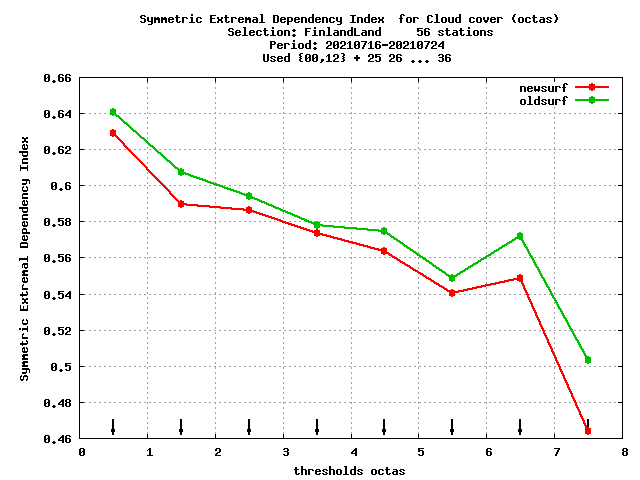 Symmetric Extremal Dependency Index  for Cloud cover (octas)
Selection: FinlandLand     56 stations
Period: 20210716-20210724
Used {00,12} + 25 26 ... 36
newsurf
oldsurf
Symmetric Extremal Dependency Index
0.66
0.64
0.62
0.6
0.58
0.56
0.54
0.52
0.5
0.48
0.46
0 1 2 3 4 5 6 7 8
thresholds octas